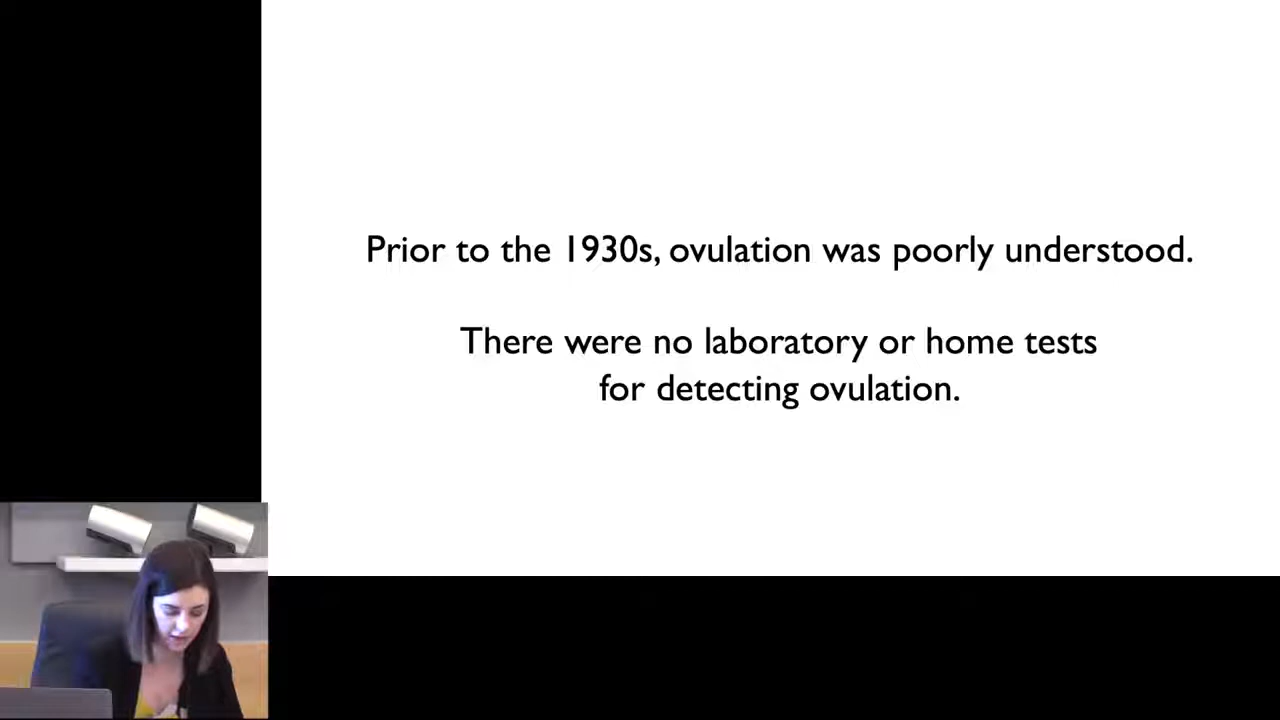 Prior to the 1930s, ovulation was poorly understood.
There were no laboratory or home tests
for detecting ovulation.